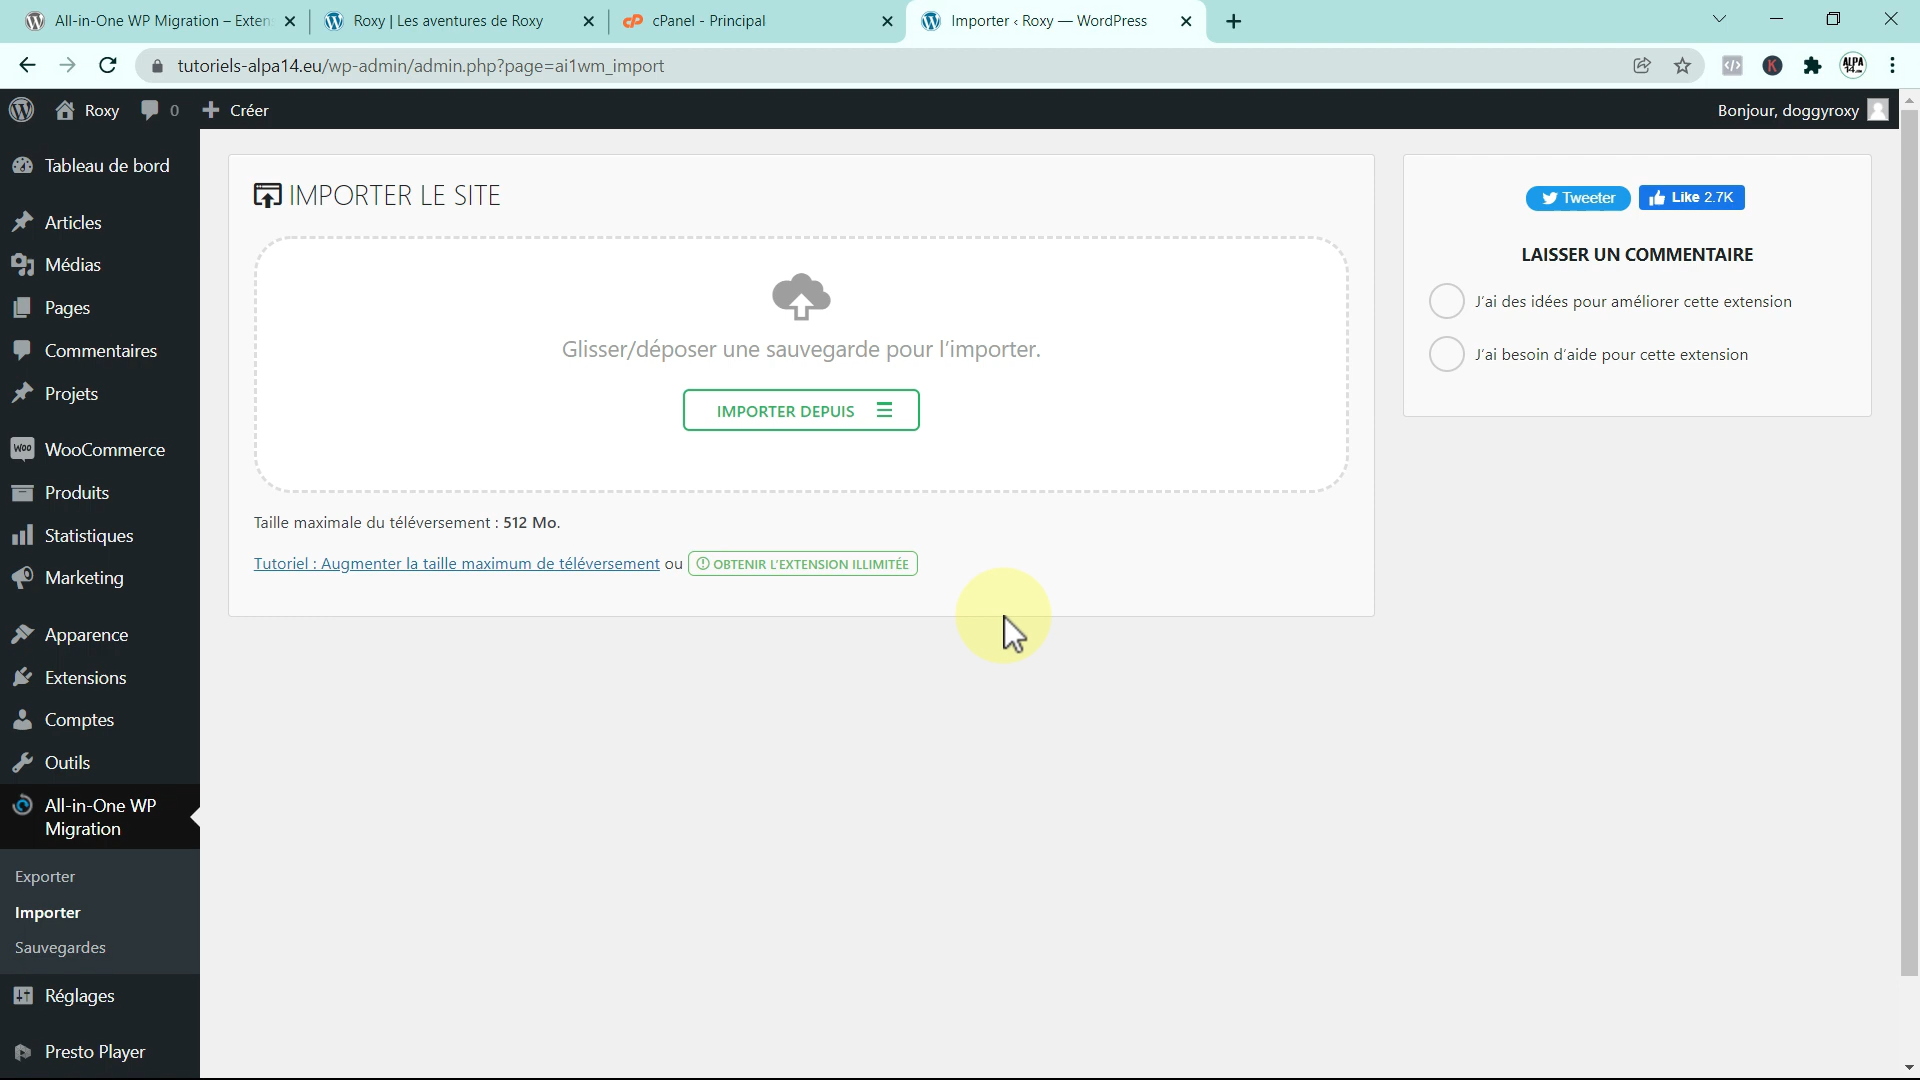 All-in-One WP Migration – Exten
Roxy | Les aventures de Roxy
cPanel - Principal
Importer ‹ Roxy — WordPress
tutoriels-alpa14.eu/wp-admin/admin.php?page=ai1wm_import
Roxy
0
Créer
Bonjour, doggyroxy
Tableau de bord
Articles
Médias
Pages
Commentaires
Projets
WooCommerce
Produits
Statistiques
Marketing
Apparence
Extensions
Comptes
Outils
All-in-One WP
Migration
Exporter
Importer
Sauvegardes
Réglages
Presto Player
IMPORTER LE SITE
Glisser/déposer une sauvegarde pour l'importer.
IMPORTER DEPUIS
Taille maximale du téléversement : 512 Mo.
Tutoriel : Augmenter la taille maximum de téléversement ou OBTENIR L'EXTENSION ILLIMITÉE
Tweeter
Like 2.7K
LAISSER UN COMMENTAIRE
J'ai des idées pour améliorer cette extension
J'ai besoin d'aide pour cette extension